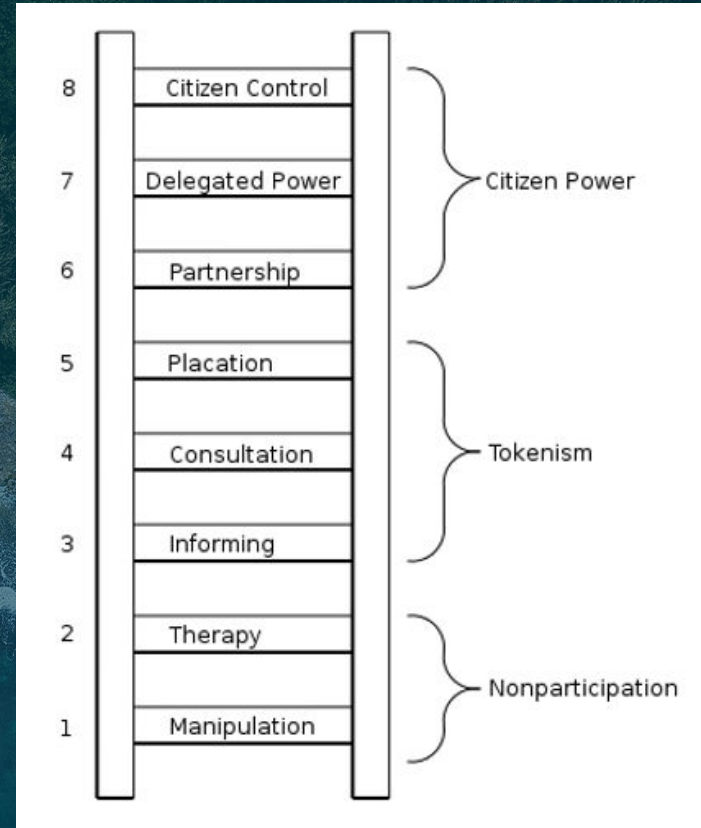 8 Citizen Control
7 Delegated Power
Citizen Power
6 Partnership
5 Placation
4 Consultation
Tokenism
3 Informing
2 Therapy
Nonparticipation
1 Manipulation